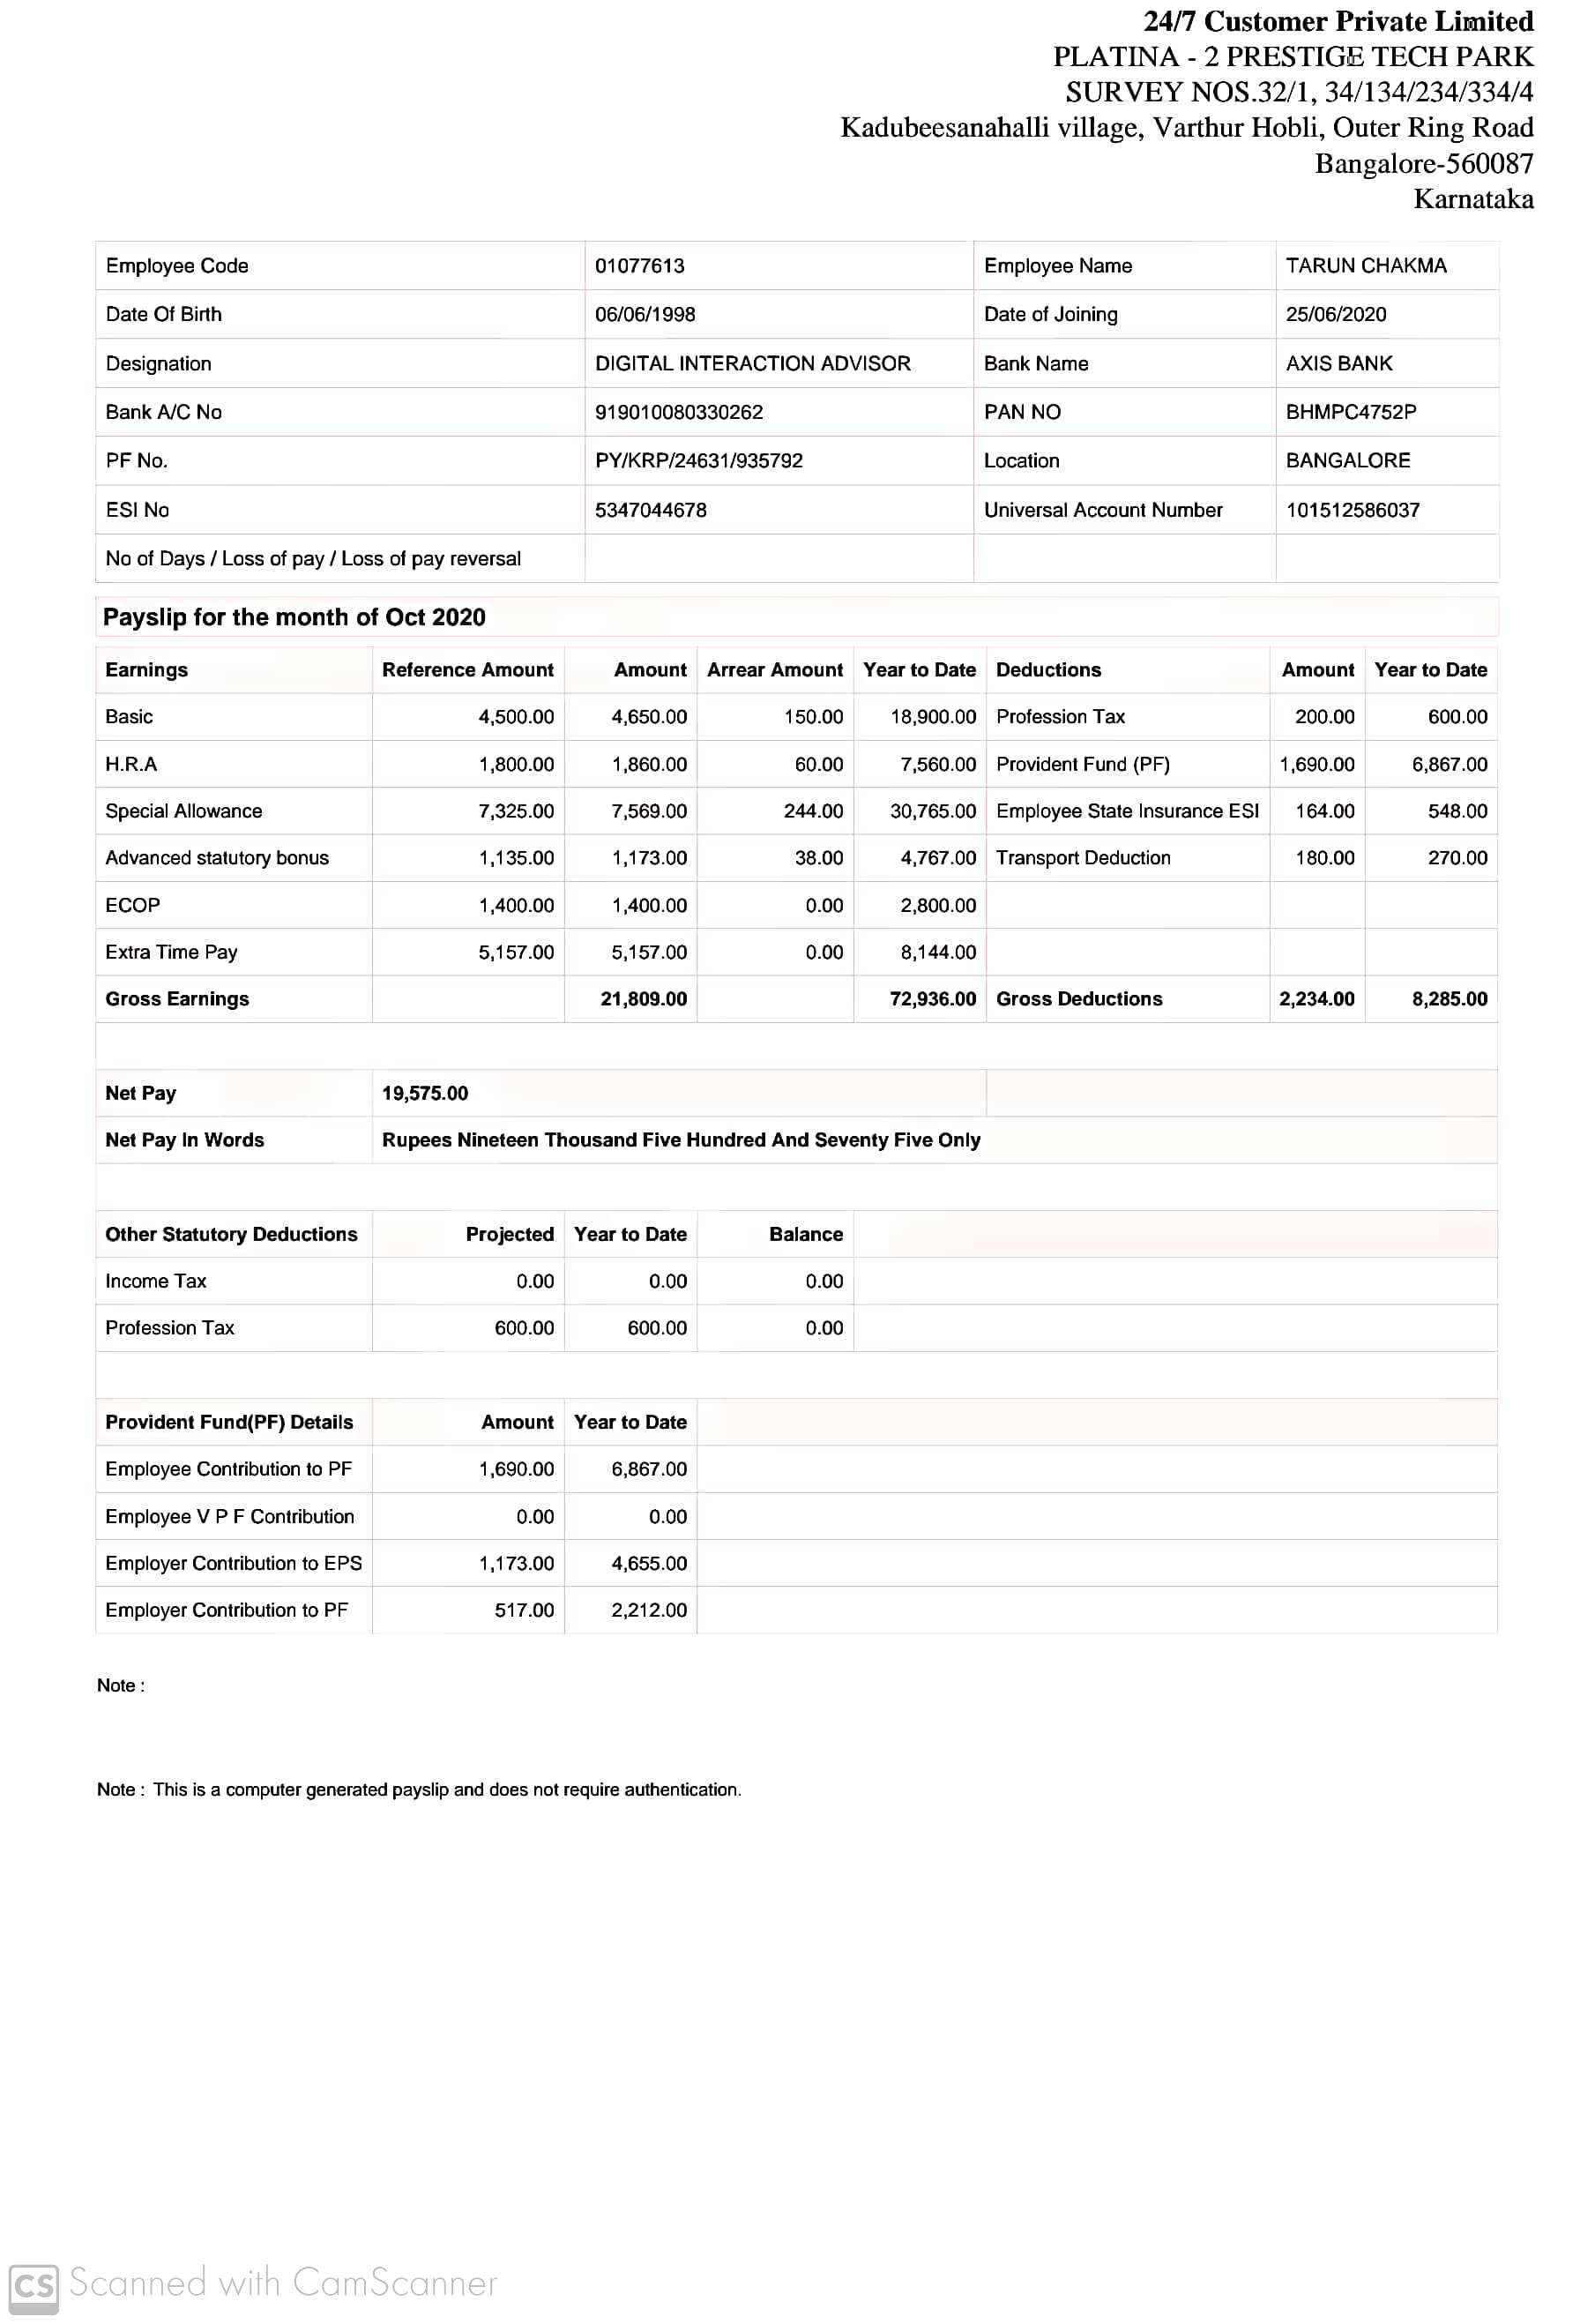 24/7 Customer Private Limited
PLATINA - 2 PRESTIGE TECH PARK
SURVEY NOS.32/1, 34/134/234/334/4
Kadubeesanahalli village, Varthur Hobli, Outer Ring Road
Bangalore-560087
Karnataka
Employee Code 01077613 Employee Name TARUN CHAKMA
Date Of Birth 06/06/1998 Date of Joining 25/06/2020
Designation DIGITAL INTERACTION ADVISOR Bank Name AXIS BANK
Bank A/C No 919010080330262 PAN NO BHMPC4752P
PF No. PY/KRP/24631/935792 Location BANGALORE
ESI No 5347044678 Universal Account Number 101512586037
No of Days / Loss of pay / Loss of pay reversal
Payslip for the month of Oct 2020
Earnings Reference Amount Amount Arrear Amount Year to Date Deductions Amount Year to Date
Basic 4,500.00 4,650.00 150.00 18,900.00 Profession Tax 200.00 600.00
H.R.A 1,800.00 1,860.00 60.00 7,560.00 Provident Fund (PF) 1,690.00 6,867.00
Special Allowance 7,325.00 7,569.00 244.00 30,765.00 Employee State Insurance ESI 164.00 548.00
Advanced statutory bonus 1,135.00 1,173.00 38.00 4,767.00 Transport Deduction 180.00 270.00
ECOP 1,400.00 1,400.00 0.00 2,800.00
Extra Time Pay 5,157.00 5,157.00 0.00 8,144.00
Gross Earnings 21,809.00 72,936.00 Gross Deductions 2,234.00 8,285.00
Net Pay 19,575.00
Net Pay In Words Rupees Nineteen Thousand Five Hundred And Seventy Five Only
Other Statutory Deductions Projected Year to Date Balance
Income Tax 0.00 0.00 0.00
Profession Tax 600.00 600.00 0.00
Provident Fund(PF) Details Amount Year to Date
Employee Contribution to PF 1,690.00 6,867.00
Employee V P F Contribution 0.00 0.00
Employer Contribution to EPS 1,173.00 4,655.00
Employer Contribution to PF 517.00 2,212.00
Note :
Note : This is a computer generated payslip and does not require authentication.
CS Scanned with CamScanner